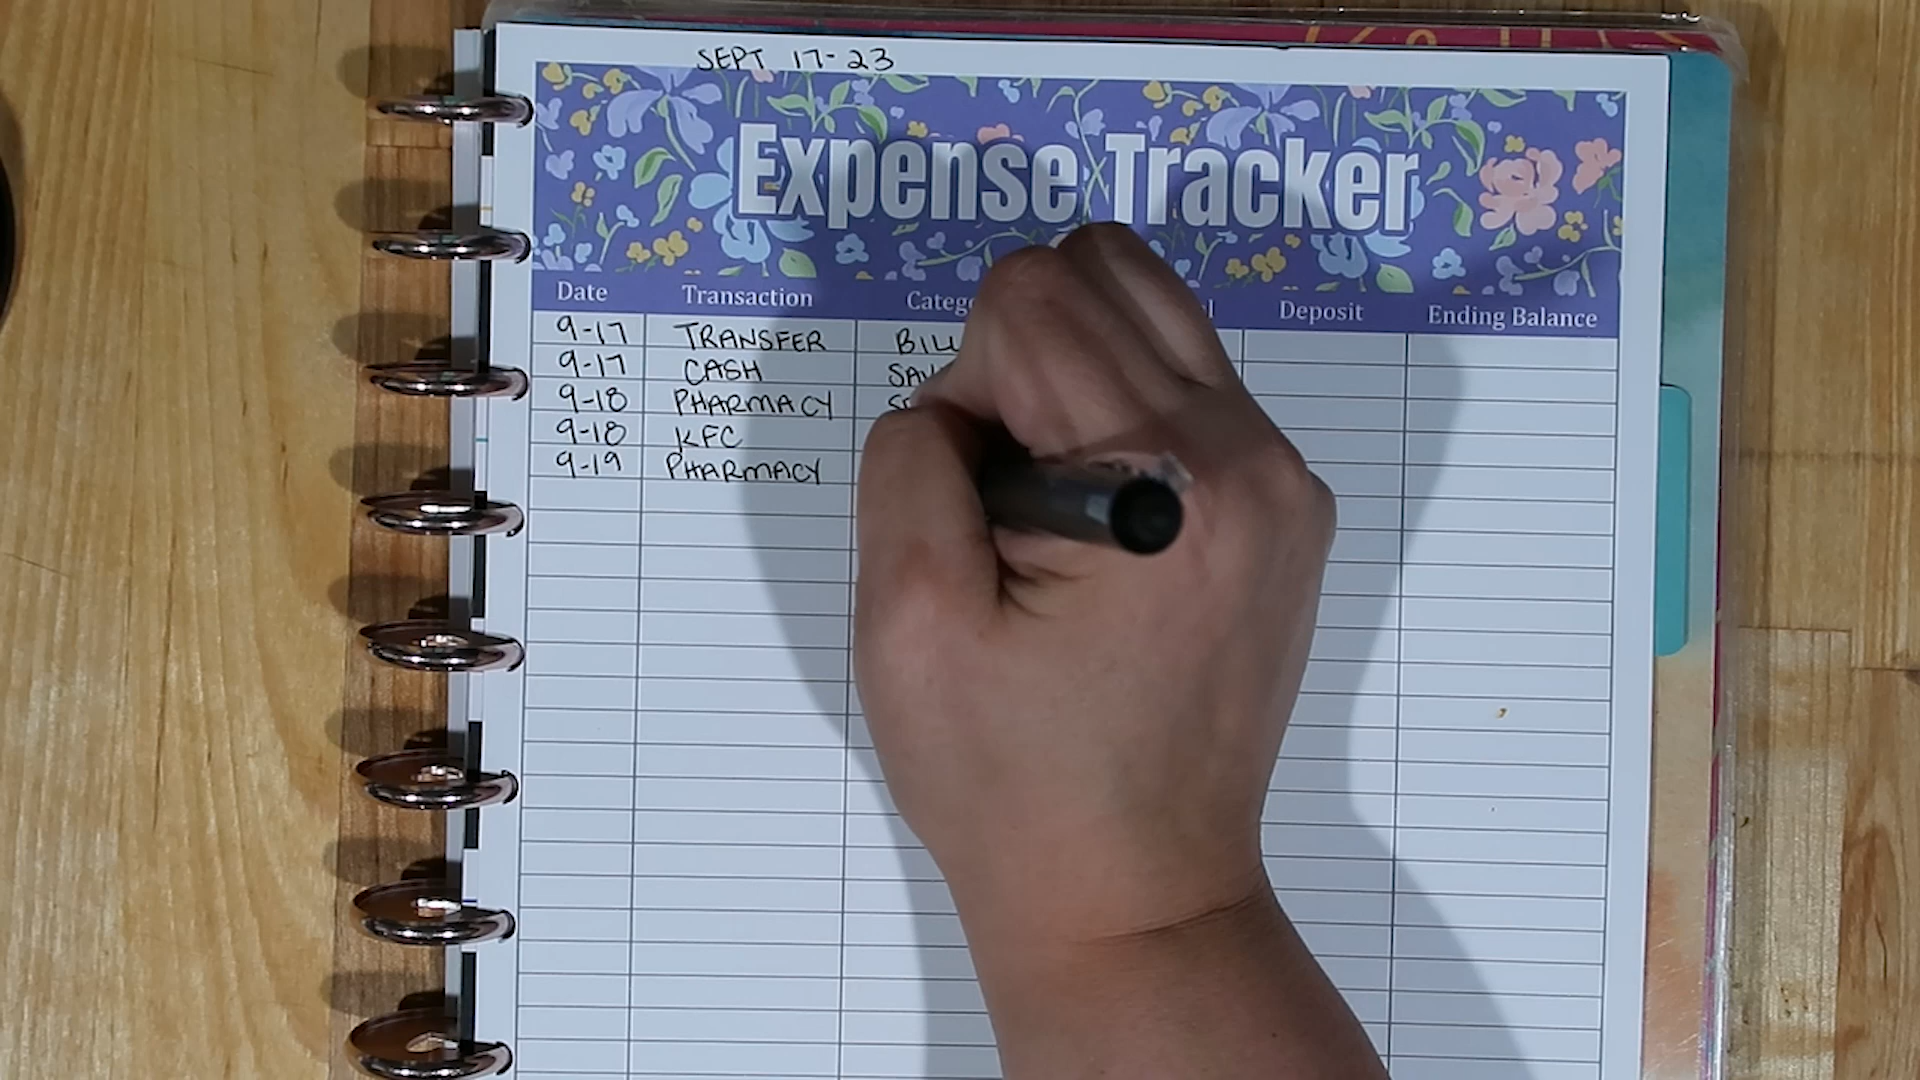 SEPT 17-23
Expense Tracker
Date Transaction Deposit Ending Balance
9-17 TRANSFER
9-17 CASH
9-18 PHARMACY
9-18 KFC
9-19 PHARMACY